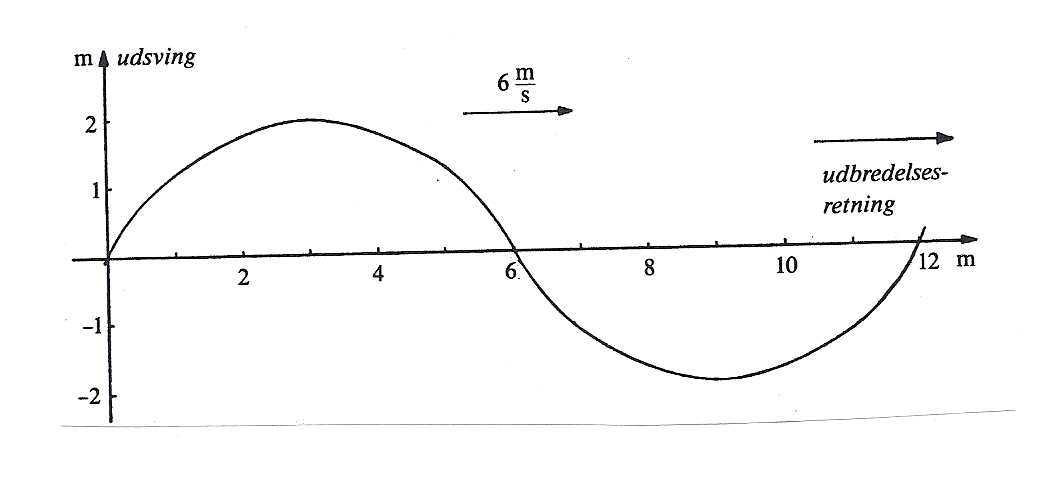 m udsving
6 m/s
2
udbredelses-
retning
1
2 4 6 8 10 12 m
-1
-2